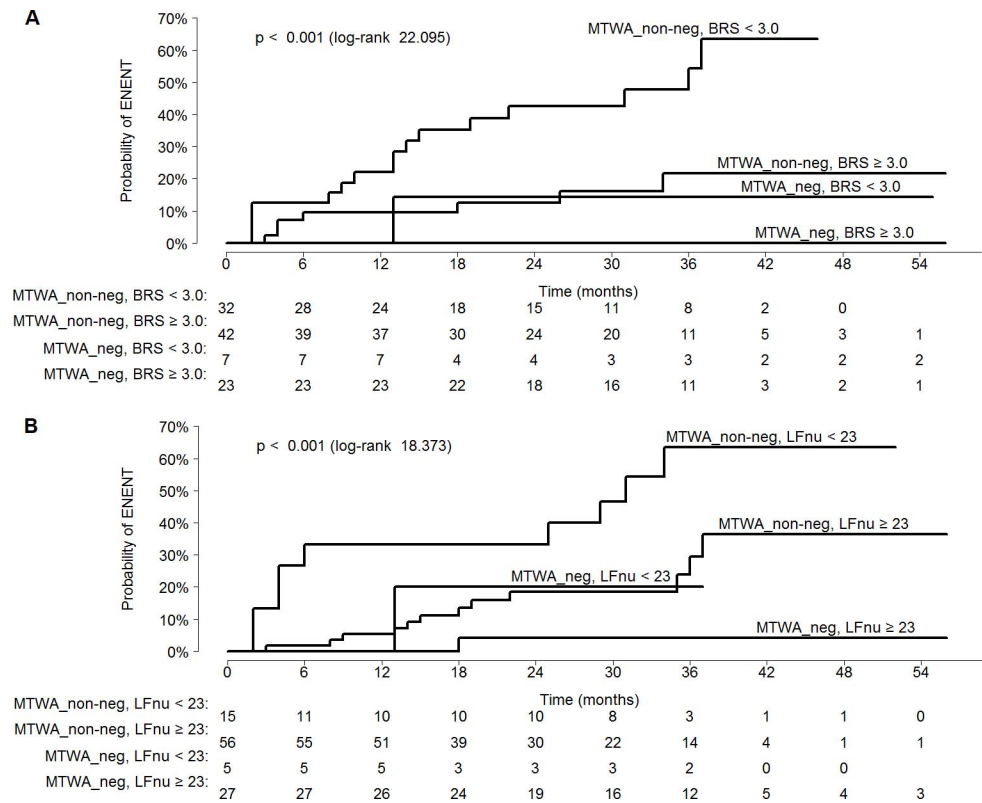 A
70%
p < 0.001 (log-rank 22.095)
MTWA_non-neg, BRS < 3.0
60%
50%
40%
30%
20%
10%
0%
Probability of ENENT
MTWA_non-neg, BRS ≥ 3.0
MTWA_neg, BRS < 3.0
MTWA_neg, BRS ≥ 3.0
0 6 12 18 24 30 36 42 48 54
Time (months)
MTWA_non-neg, BRS < 3.0:
32 28 24 18 15 11 8 2 0
MTWA_non-neg, BRS ≥ 3.0:
42 39 37 30 24 20 11 5 3 1
MTWA_neg, BRS < 3.0:
7 7 7 4 4 3 3 2 2 2
MTWA_neg, BRS ≥ 3.0:
23 23 23 22 18 16 11 3 2 1
B
70%
p < 0.001 (log-rank 18.373)
MTWA_non-neg, LFnu < 23
60%
50%
40%
30%
20%
10%
0%
Probability of ENENT
MTWA_non-neg, LFnu ≥ 23
MTWA_neg, LFnu < 23
MTWA_neg, LFnu ≥ 23
0 6 12 18 24 30 36 42 48 54
Time (months)
MTWA_non-neg, LFnu < 23:
15 11 10 10 10 8 3 1 1 0
MTWA_non-neg, LFnu ≥ 23:
56 55 51 39 30 22 14 4 1 1
MTWA_neg, LFnu < 23:
5 5 5 3 3 3 2 0 0
MTWA_neg, LFnu ≥ 23:
27 27 26 24 19 16 12 5 4 3